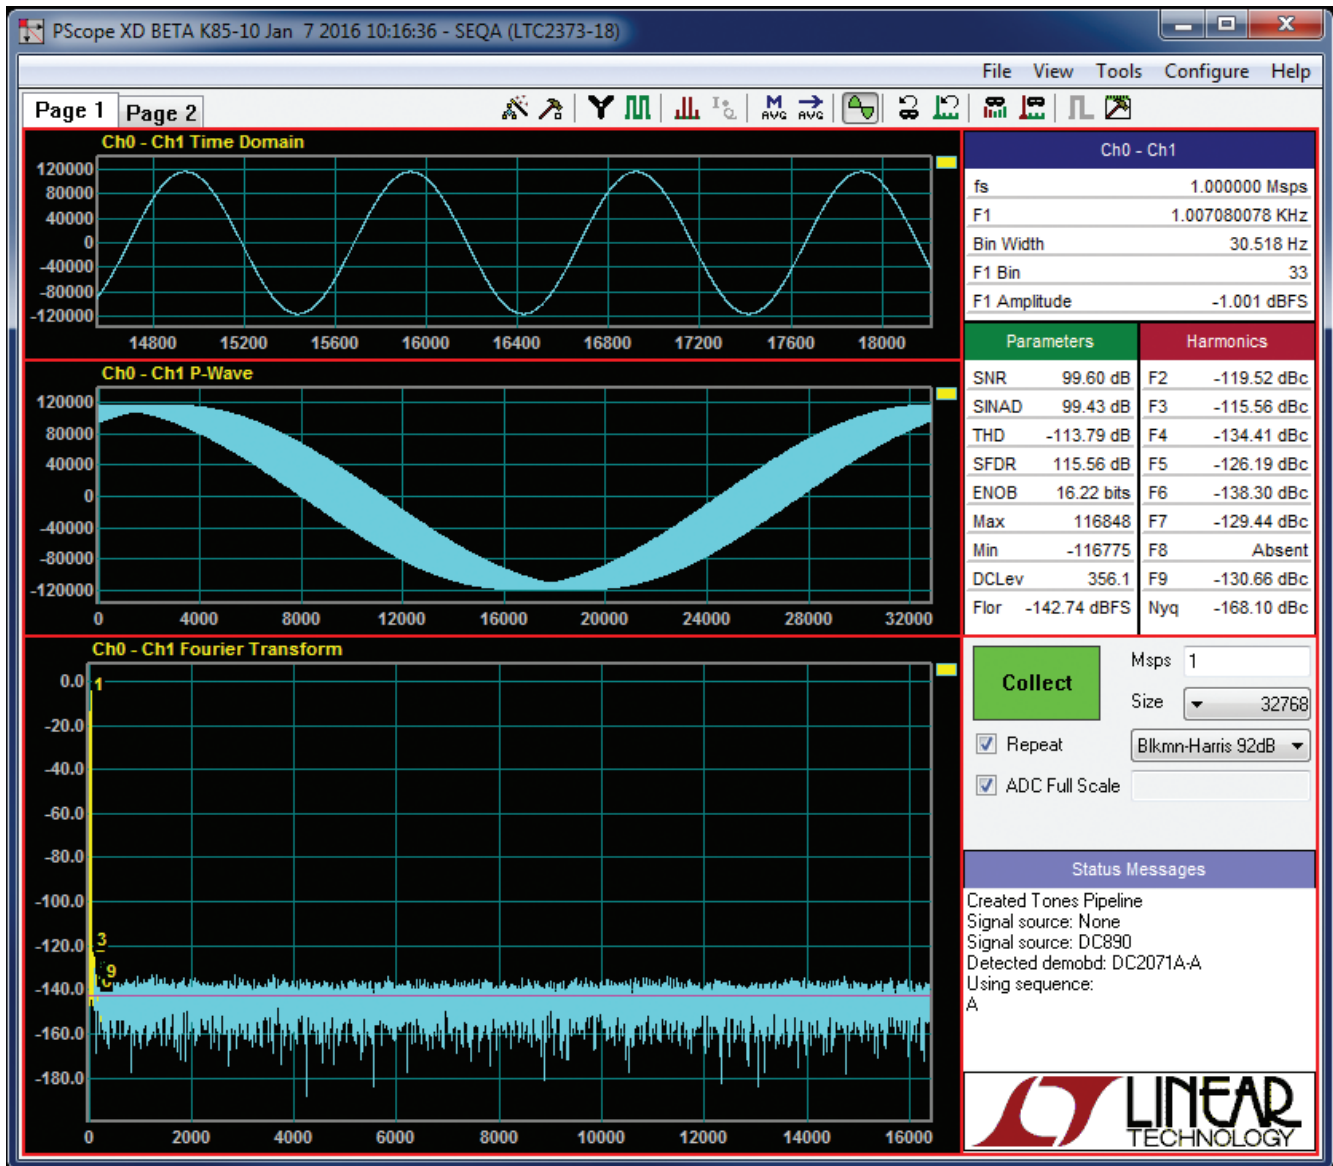 PScope XD BETA K85-10 Jan 7 2016 10:16:36 - SEQA (LTC2373-18)
File View Tools Configure Help
Page 1 Page 2
M AVG AVG
Ch0 - Ch1 Time Domain
120000
80000
40000
0
-40000
-80000
-120000
14800 15200 15600 16000 16400 16800 17200 17600 18000
Ch0 - Ch1 P-Wave
120000
80000
40000
0
-40000
-80000
-120000
0 4000 8000 12000 16000 20000 24000 28000 32000
Ch0 - Ch1 Fourier Transform
0.0
-20.0
-40.0
-60.0
-80.0
-100.0
-120.0
-140.0
-160.0
-180.0
1
3
9
0 2000 4000 6000 8000 10000 12000 14000 16000
Ch0 - Ch1
fs 1.000000 Msps
F1 1.007080078 KHz
Bin Width 30.518 Hz
F1 Bin 33
F1 Amplitude -1.001 dBFS
Parameters Harmonics
SNR 99.60 dB F2 -119.52 dBc
SINAD 99.43 dB F3 -115.56 dBc
THD -113.79 dB F4 -134.41 dBc
SFDR 115.56 dB F5 -126.19 dBc
ENOB 16.22 bits F6 -138.30 dBc
Max 116848 F7 -129.44 dBc
Min -116775 F8 Absent
DCLev 356.1 F9 -130.66 dBc
Flor -142.74 dBFS Nyq -168.10 dBc
Collect
Msps 1
Size 32768
Repeat Blkmn-Harris 92dB
ADC Full Scale
Status Messages
Created Tones Pipeline
Signal source: None
Signal source: DC890
Detected demobd: DC2071A-A
Using sequence:
A
LINEAR
TECHNOLOGY